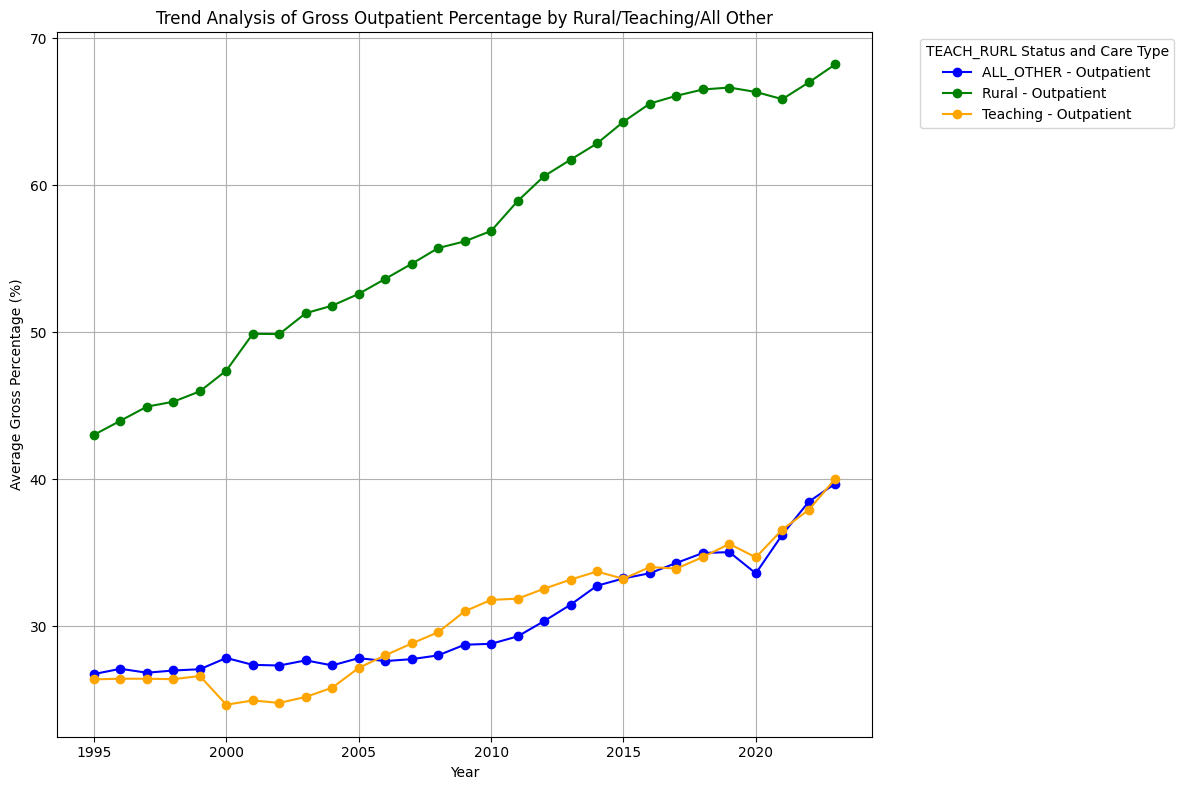 Trend Analysis of Gross Outpatient Percentage by Rural/Teaching/All Other
70
60
50
40
30
Average Gross Percentage (%)
1995 2000 2005 2010 2015 2020
Year
TEACH_RURL Status and Care Type
ALL_OTHER - Outpatient
Rural - Outpatient
Teaching - Outpatient